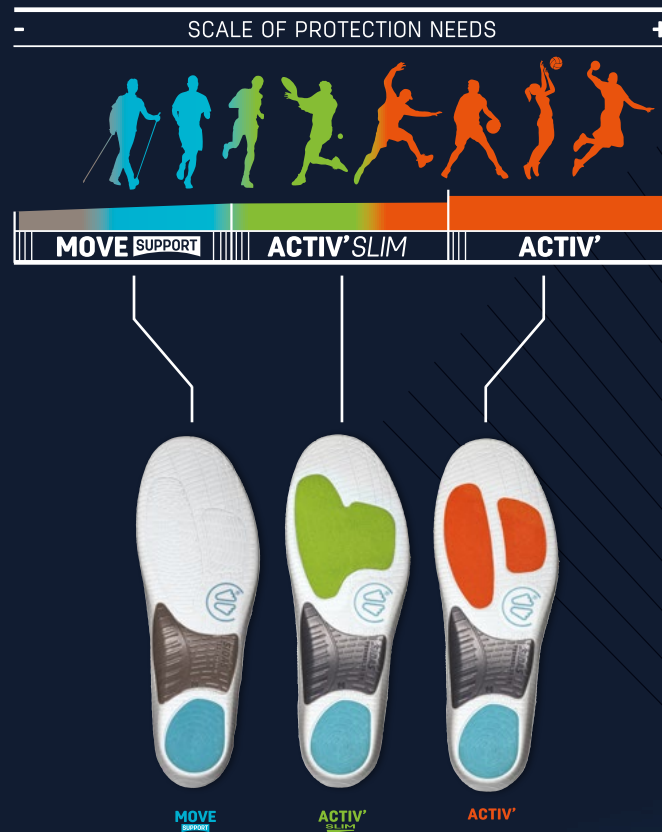 SCALE OF PROTECTION NEEDS
- +
MOVE SUPPORT ACTIV' SLIM ACTIV'
MOVE ACTIV' ACTIV'
SUPPORT SLIM